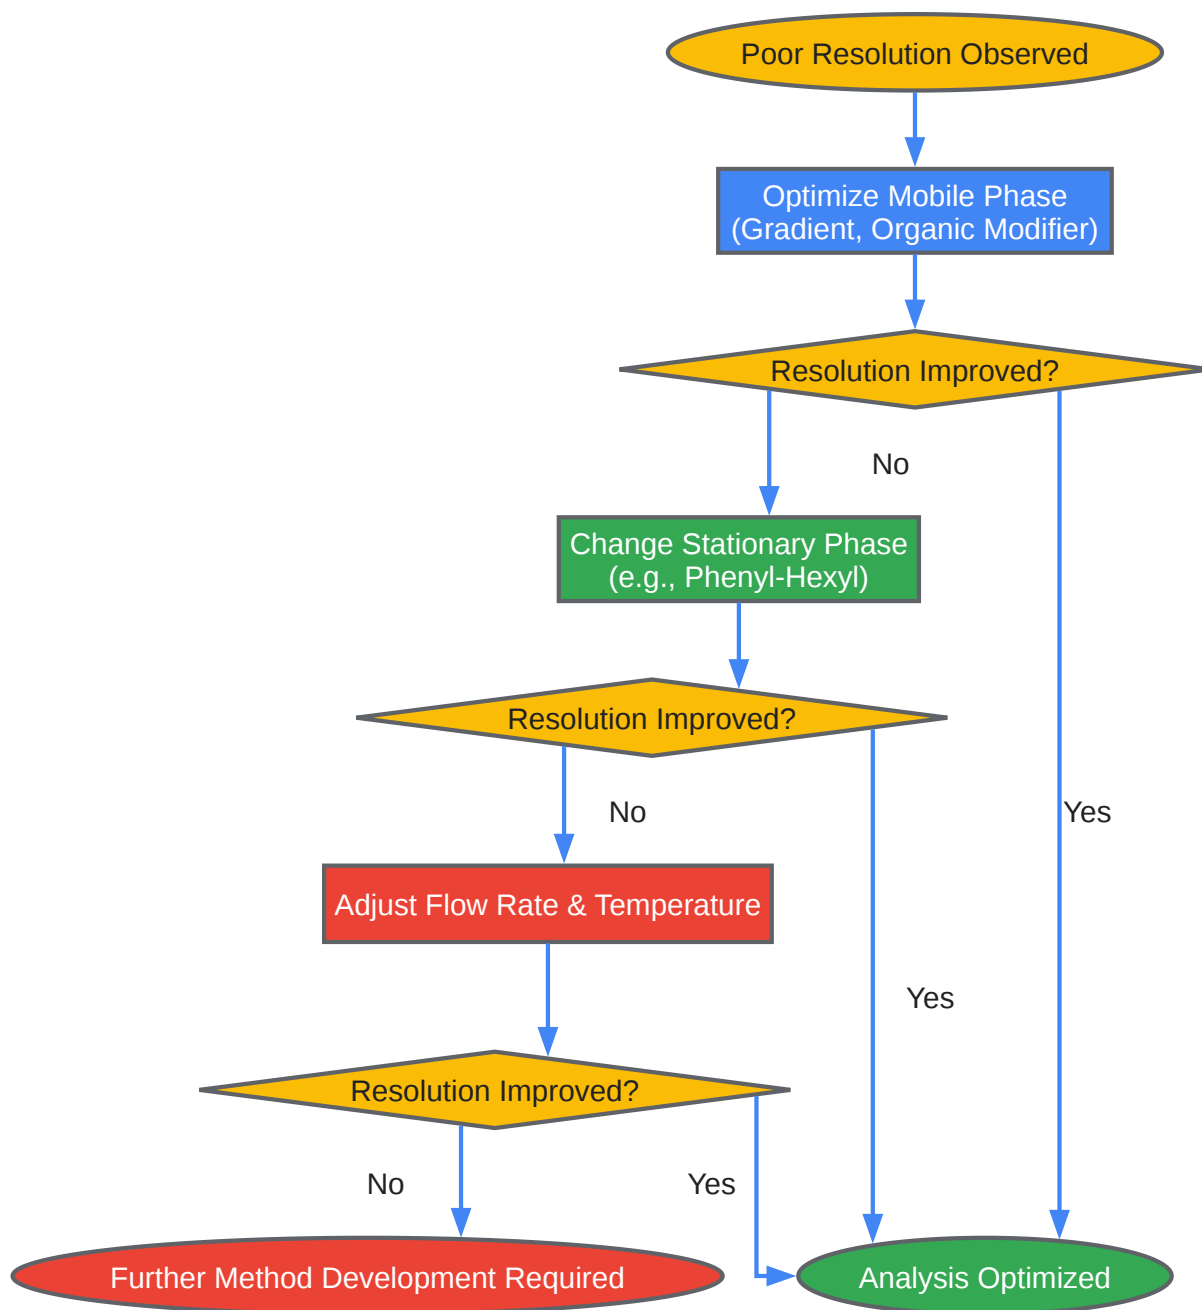 Poor Resolution Observed
Optimize Mobile Phase
(Gradient, Organic Modifier)
Resolution Improved?
No
Change Stationary Phase
(e.g., Phenyl-Hexyl)
Resolution Improved?
No
Yes
Adjust Flow Rate & Temperature
Yes
Resolution Improved?
No
Yes
Further Method Development Required
Analysis Optimized